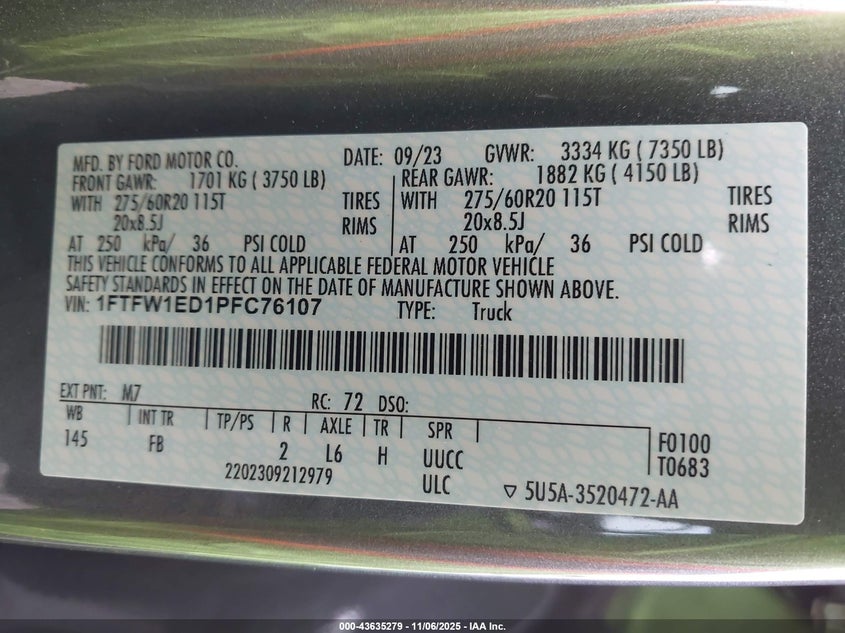 MFD. BY FORD MOTOR CO. DATE: 09/23 GVWR: 3334 KG ( 7350 LB)
FRONT GAWR: 1701 KG ( 3750 LB) REAR GAWR: 1882 KG ( 4150 LB)
WITH 275/60R20 115T TIRES WITH 275/60R20 115T TIRES
20x8.5J RIMS 20x8.5J RIMS
AT 250 kPa/ 36 PSI COLD AT 250 kPa/ 36 PSI COLD
THIS VEHICLE CONFORMS TO ALL APPLICABLE FEDERAL MOTOR VEHICLE
SAFETY STANDARDS IN EFFECT ON THE DATE OF MANUFACTURE SHOWN ABOVE.
VIN: 1FTFW1ED1PFC76107 TYPE: Truck
EXT PNT: M7 RC: 72 DSO:
WB INT TR TP/PS R AXLE TR SPR
145 FB 2 L6 H UUCC F0100
2202309212979 ULC T0683
▽ 5U5A-3520472-AA
000-43635279 - 11/06/2025 - IAA Inc.